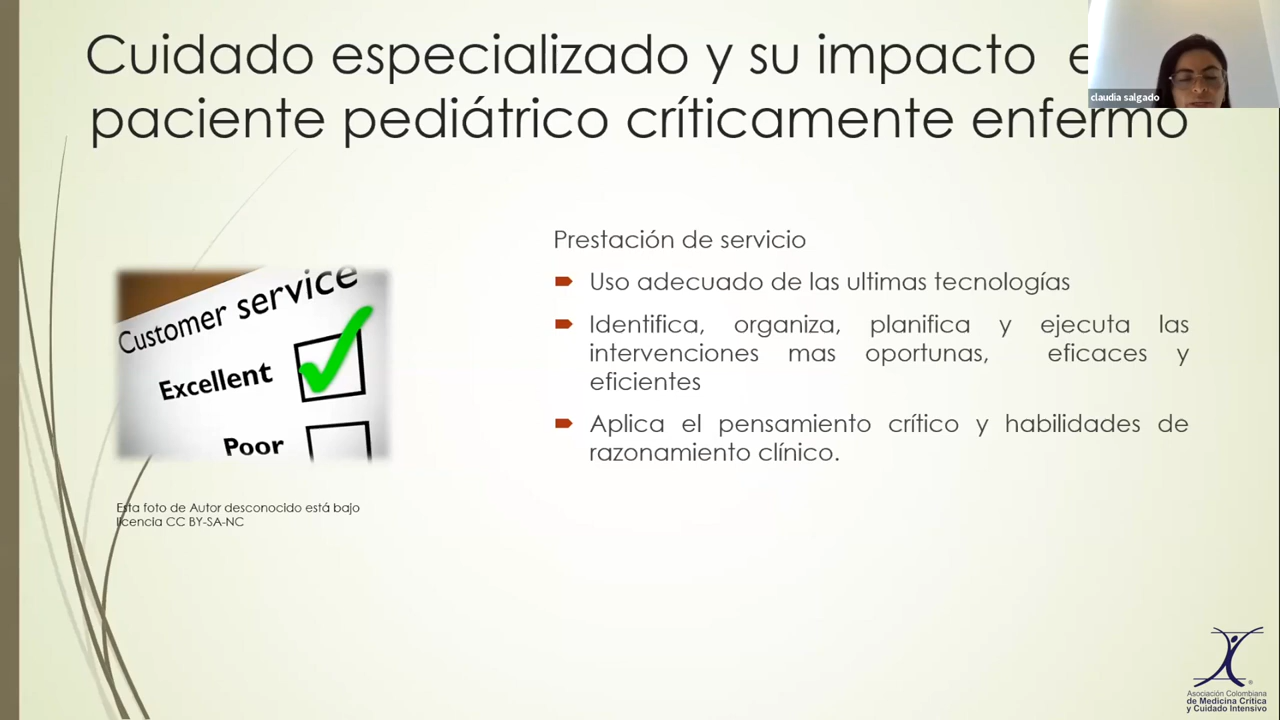 Cuidado especializado y su impacto
paciente pediátrico críticamente enfermo
claudia salgado
Prestación de servicio
Uso adecuado de las ultimas tecnologías
Identifica, organiza, planifica y ejecuta las
intervenciones mas oportunas, eficaces y
eficientes
Aplica el pensamiento crítico y habilidades de
razonamiento clínico.
Customer service
Excellent
Poor
Esta foto de Autor desconocido está bajo
licencia CC BY-SA-NC
Asociación Colombiana
de Medicina Crítica
y Cuidado Intensivo